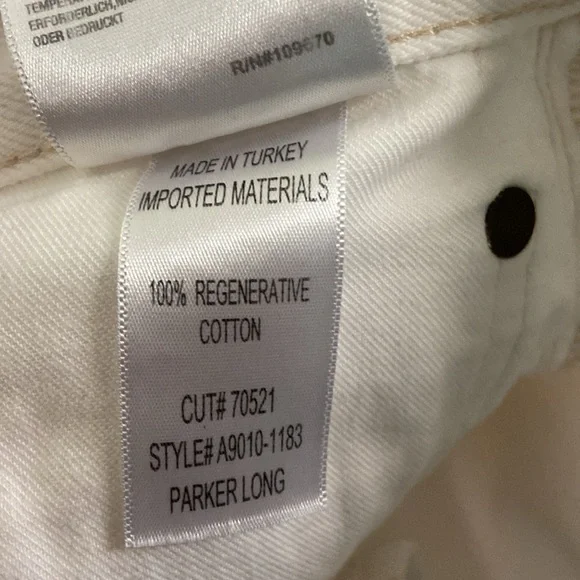 ERFORDERLICH, NIC
ODER BEDRUCKT
R/N#109670
MADE IN TURKEY
IMPORTED MATERIALS
100% REGENERATIVE
COTTON
CUT# 70521
STYLE# A9010-1183
PARKER LONG